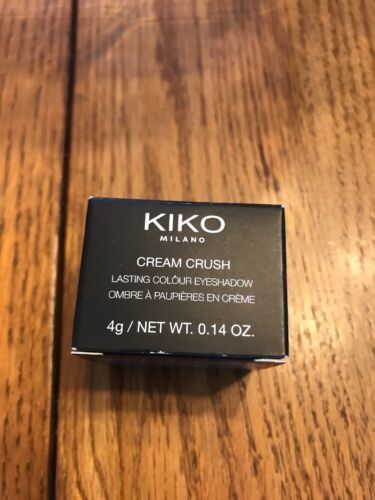 KIKO
MILANO
CREAM CRUSH
LASTING COLOUR EYESHADOW
OMBRE À PAUPIÈRES EN CRÈME
4g / NET WT. 0.14 OZ.